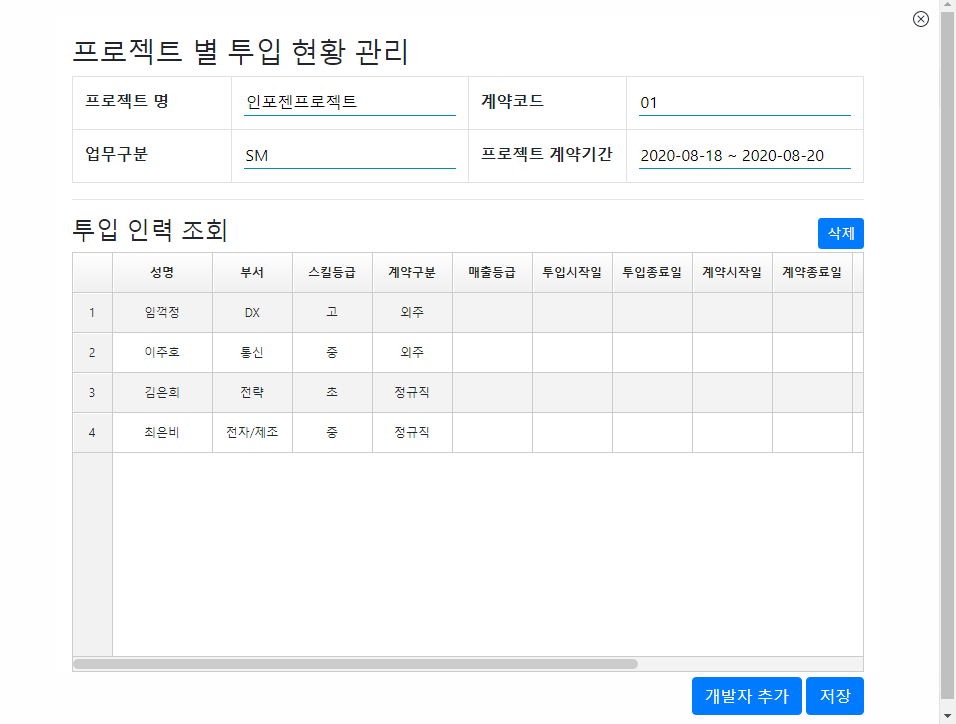 프로젝트 별 투입 현황 관리
프로젝트 명 인포젠프로젝트 계약코드 01
업무구분 SM 프로젝트 계약기간 2020-08-18 ~ 2020-08-20
투입 인력 조회 삭제
성명 부서 스킬등급 계약구분 매출등급 투입시작일 투입종료일 계약시작일 계약종료일
1 임꺽정 DX 고 외주
2 이주호 통신 중 외주
3 김은희 전략 초 정규직
4 최은비 전자/제조 중 정규직
개발자 추가 저장